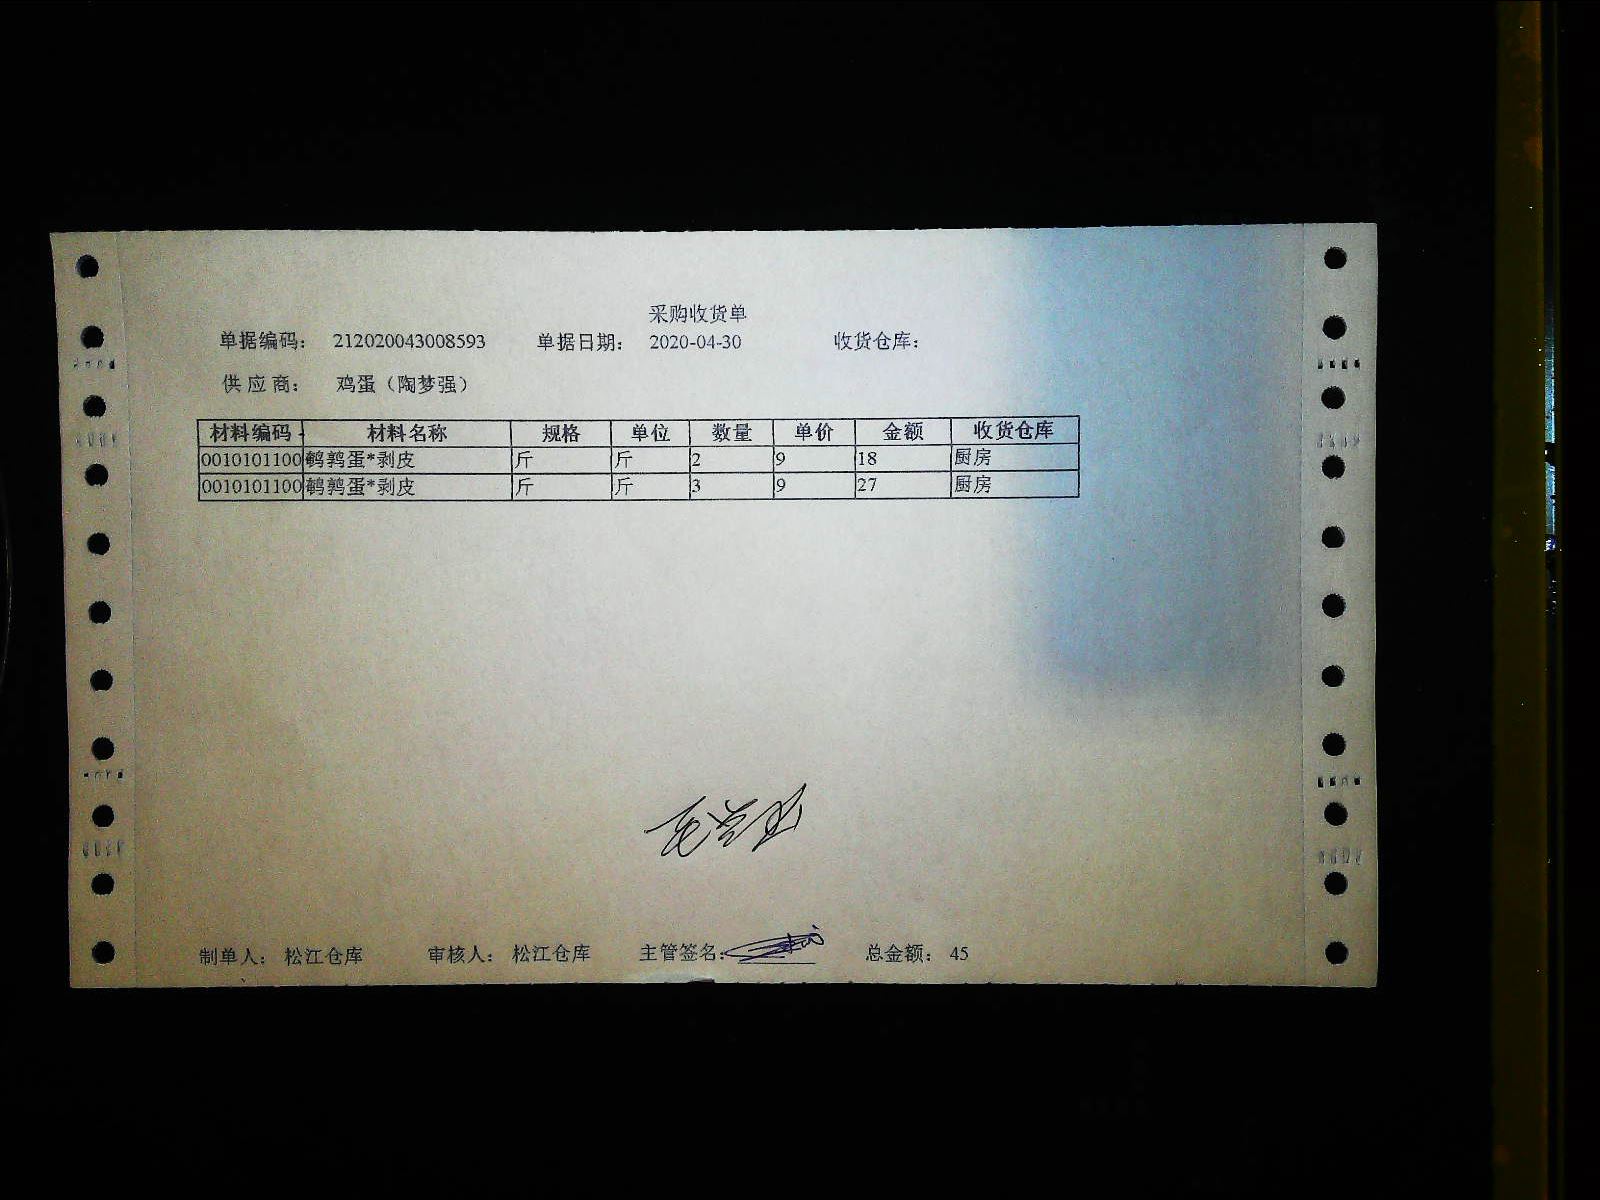 采购收货单
单据编码： 212020043008593 单据日期： 2020-04-30 收货仓库：
供应商： 鸡蛋（陶梦强）
材料编码 材料名称 规格 单位 数量 单价 金额 收货仓库
0010101100 鹌鹑蛋*剥皮 斤 斤 2 9 18 厨房
0010101100 鹌鹑蛋*剥皮 斤 斤 3 9 27 厨房
制单人： 松江仓库 审核人： 松江仓库 主管签名： 总金额： 45